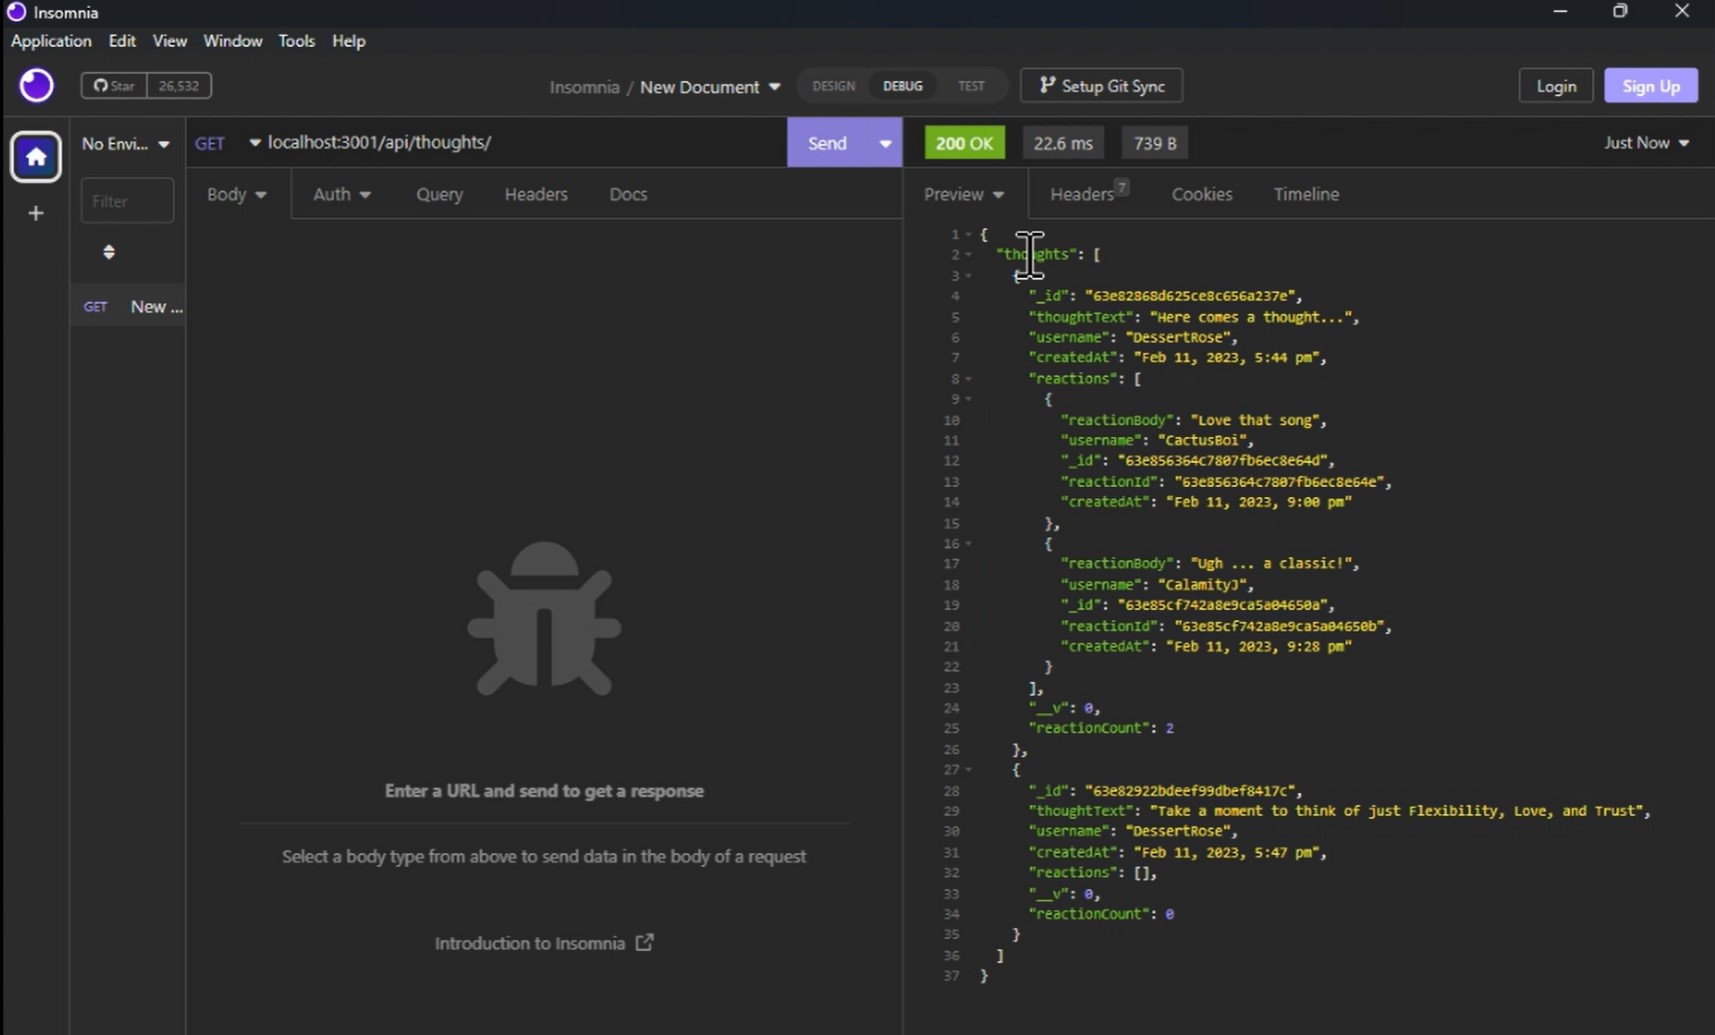 Insomnia
Application Edit View Window Tools Help
Star 26,532
Insomnia / New Document
DESIGN DEBUG TEST
Setup Git Sync
Login
Sign Up
No Envi...
GET localhost:3001/api/thoughts/
Send
200 OK 22.6 ms 739 B
Just Now
Filter
Body Auth Query Headers Docs
Preview Headers 7 Cookies Timeline
GET New ...
Enter a URL and send to get a response
Select a body type from above to send data in the body of a request
Introduction to Insomnia
1 {
2 "thoughts": [
3 {
4 "_id": "63e82868d625ce8c656a237e",
5 "thoughtText": "Here comes a thought...",
6 "username": "DessertRose",
7 "createdAt": "Feb 11, 2023, 5:44 pm",
8 "reactions": [
9 {
10 "reactionBody": "Love that song",
11 "username": "CactusBoi",
12 "_id": "63e856364c7807fb6ec8e64d",
13 "reactionId": "63e856364c7807fb6ec8e64e",
14 "createdAt": "Feb 11, 2023, 9:00 pm"
15 },
16 {
17 "reactionBody": "Ugh ... a classic!",
18 "username": "CalamityJ",
19 "_id": "63e85cf742a8e9ca5a04650a",
20 "reactionId": "63e85cf742a8e9ca5a04650b",
21 "createdAt": "Feb 11, 2023, 9:28 pm"
22 }
23 ],
24 "__v": 0,
25 "reactionCount": 2
26 },
27 {
28 "_id": "63e82922bdeef99dbef8417c",
29 "thoughtText": "Take a moment to think of just Flexibility, Love, and Trust",
30 "username": "DessertRose",
31 "createdAt": "Feb 11, 2023, 5:47 pm",
32 "reactions": [],
33 "__v": 0,
34 "reactionCount": 0
35 }
36 ]
37 }